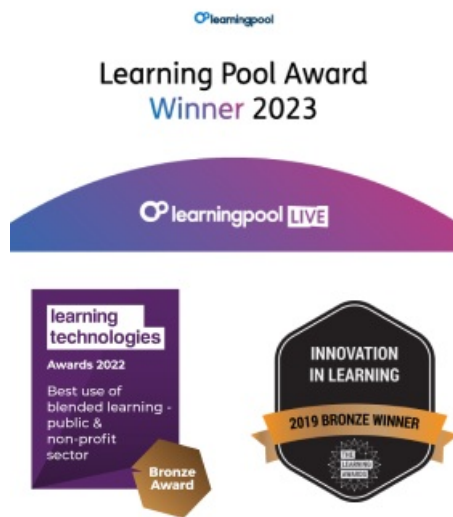 learningpool
Learning Pool Award
Winner 2023
learningpool LIVE
learning
technologies
Awards 2022
Best use of
blended learning -
public &
non-profit
sector
Bronze
Award
INNOVATION
IN LEARNING
2019 BRONZE WINNER
THE
LEARNING
AWARDS